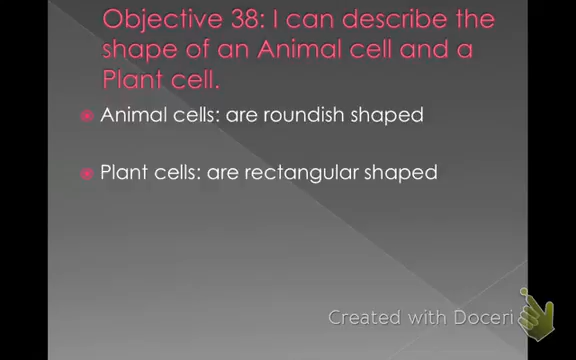 Objective 38: I can describe the
shape of an Animal cell and a
Plant cell.
Animal cells: are roundish shaped
Plant cells: are rectangular shaped
Created with Doceri